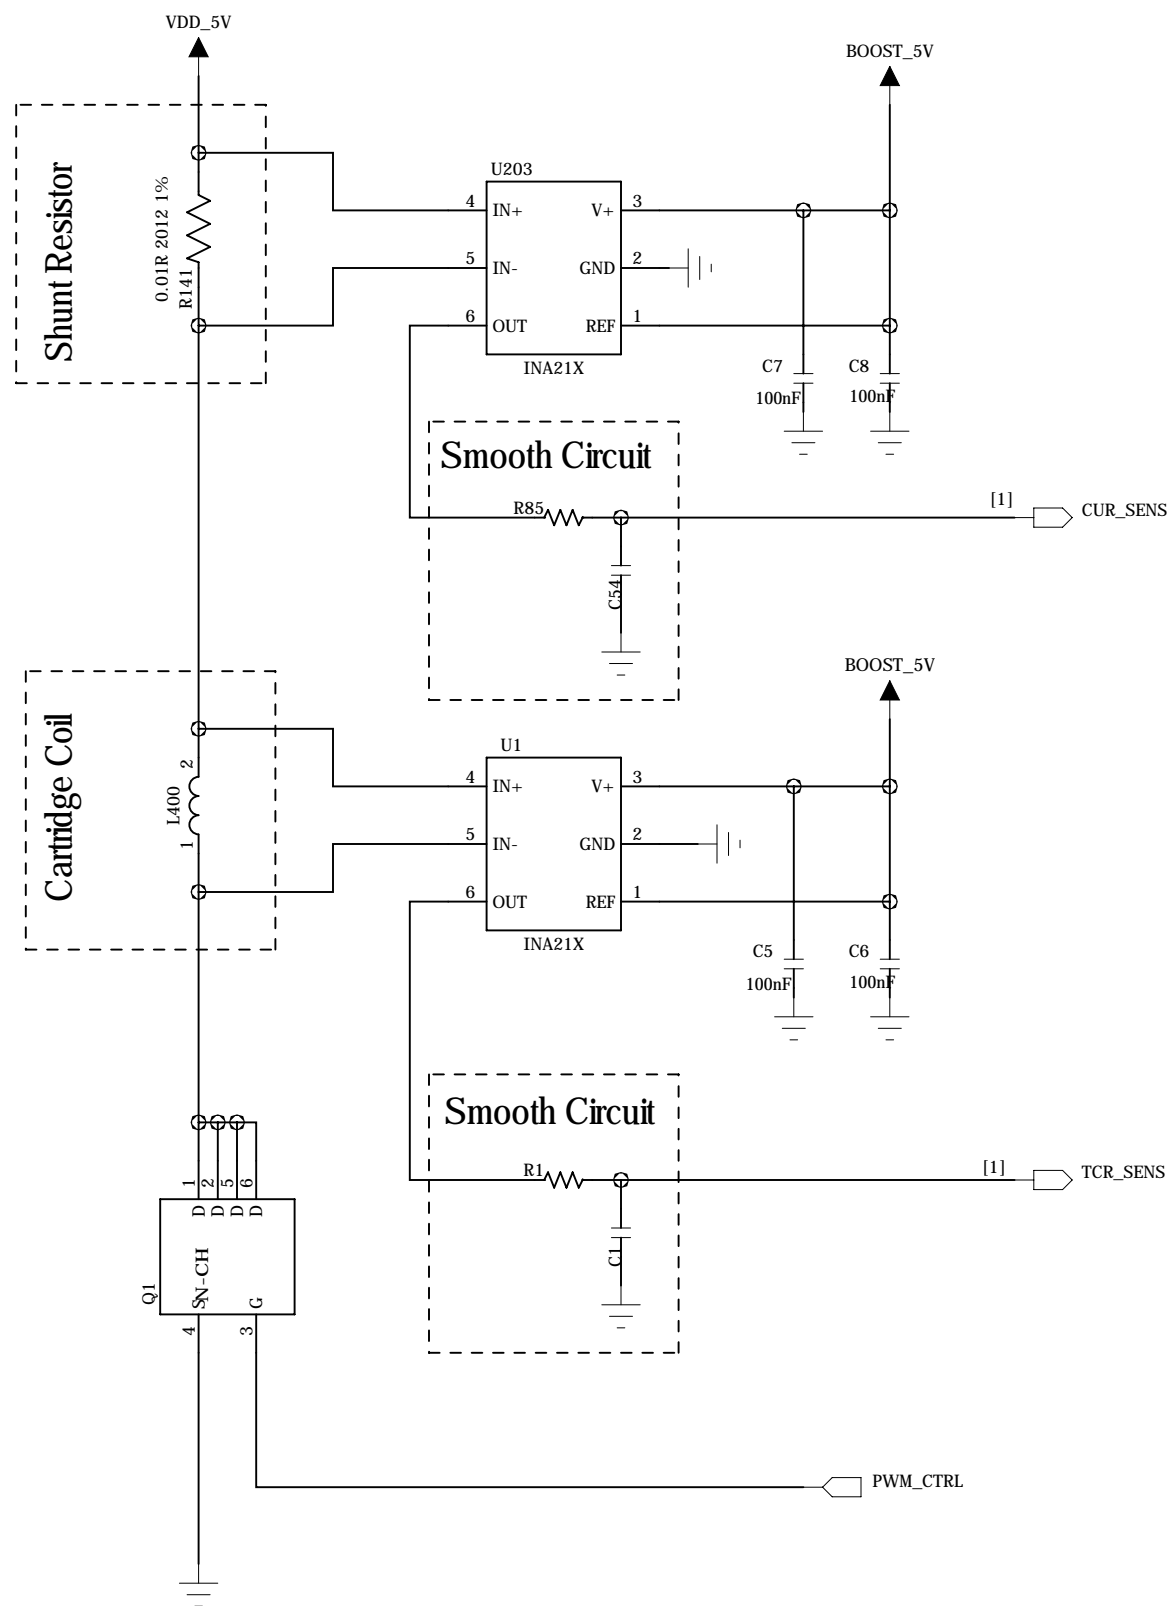 VDD_5V
BOOST_5V
Shunt Resistor
0.01R 2012 1%
R141
U203
4 IN+ V+ 3
5 IN- GND 2
6 OUT REF 1
INA21X
C7
100nF
C8
100nF
Smooth Circuit
R85
C54
[1]
CUR_SENS
BOOST_5V
Cartridge Coil
2
L400
1
U1
4 IN+ V+ 3
5 IN- GND 2
6 OUT REF 1
INA21X
C5
100nF
C6
100nF
Smooth Circuit
R1
C1
[1]
TCR_SENS
1 2 5 6
D D D D
N-CH
Q1
S G
4 3
PWM_CTRL